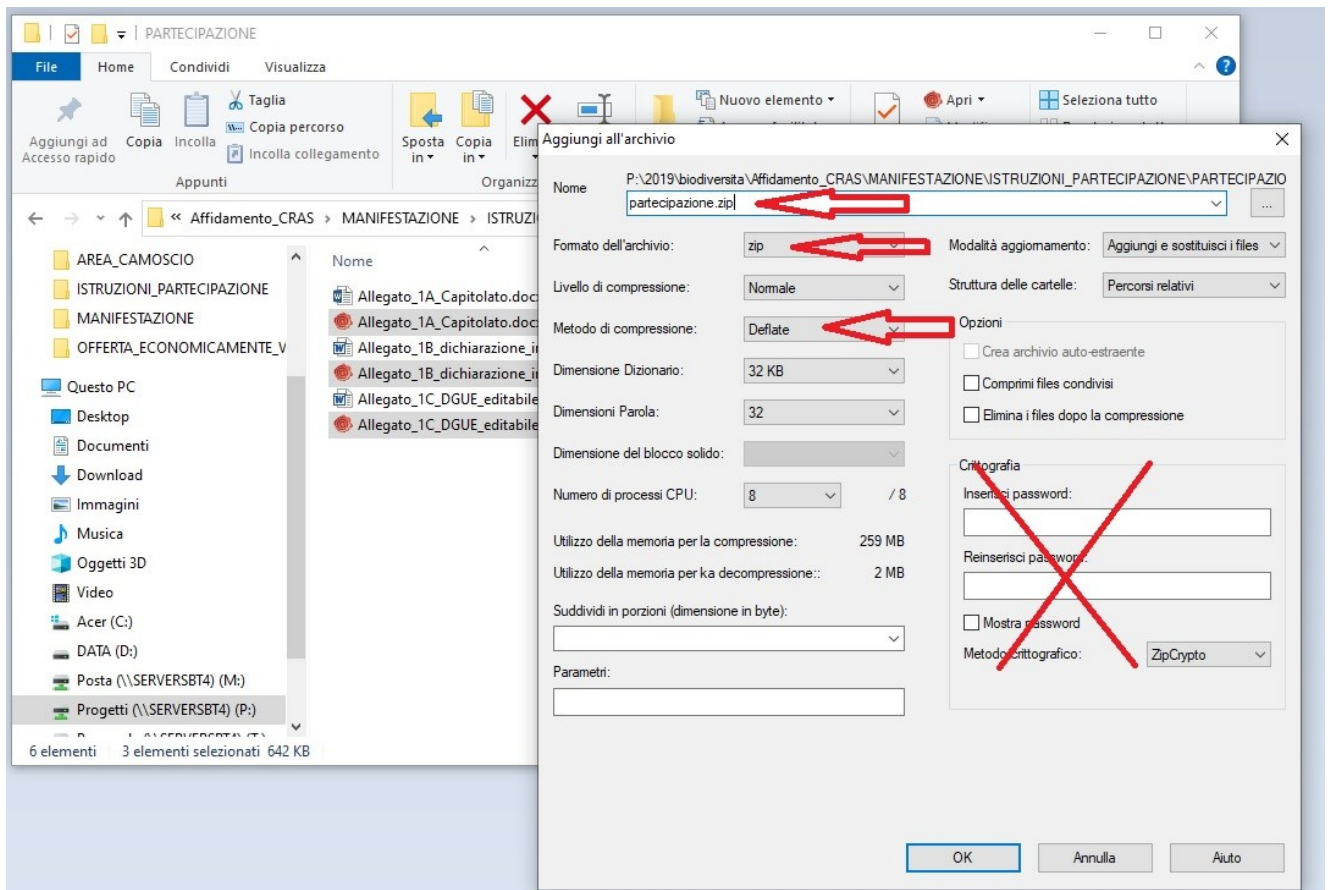 PARTECIPAZIONE
File Home Condividi Visualizza
Aggiungi ad
Accesso rapido
Copia
Incolla
Taglia
Copia percorso
Incolla collegamento
Appunti
Sposta
in
Copia
in
Nuovo elemento
Apri
Seleziona tutto
« Affidamento_CRAS > MANIFESTAZIONE >
AREA_CAMOSCIO
ISTRUZIONI_PARTECIPAZIONE
MANIFESTAZIONE
OFFERTA_ECONOMICAMENTE_V
Questo PC
Desktop
Documenti
Download
Immagini
Musica
Oggetti 3D
Video
Acer (C:)
DATA (D:)
Posta (\\SERVERSBT4) (M:)
Progetti (\\SERVERSBT4) (P:)
Nome
Allegato_1A_Capitolato.doc
Allegato_1A_Capitolato.doc
Allegato_1B_dichiarazione_i
Allegato_1B_dichiarazione_i
Allegato_1C_DGUE_editabile
Allegato_1C_DGUE_editabile
6 elementi 3 elementi selezionati 642 KB
Aggiungi all'archivio
Nome
P:\2019\biodiversita\Affidamento_CRAS\MANIFESTAZIONE\ISTRUZIONI_PARTECIPAZIONE\PARTECIPAZIO
partecipazione.zip
...
Formato dell'archivio: zip
Livello di compressione: Normale
Metodo di compressione: Deflate
Dimensione Dizionario: 32 KB
Dimensioni Parola: 32
Dimensione del blocco solido:
Numero di processi CPU: 8 / 8
Utilizzo della memoria per la compressione: 259 MB
Utilizzo della memoria per k.a decompressione:: 2 MB
Suddividi in porzioni (dimensione in byte):
Parametri:
Modalità aggiornamento: Aggiungi e sostituisci i files
Struttura delle cartelle: Percorsi relativi
Opzioni
Crea archivio auto-estraente
Comprimi files condivisi
Elimina i files dopo la compressione
Crittografia
Inserisci password:
Reinserisci password:
Mostra password
Metodo crittografico: ZipCrypto
OK Annulla Aiuto